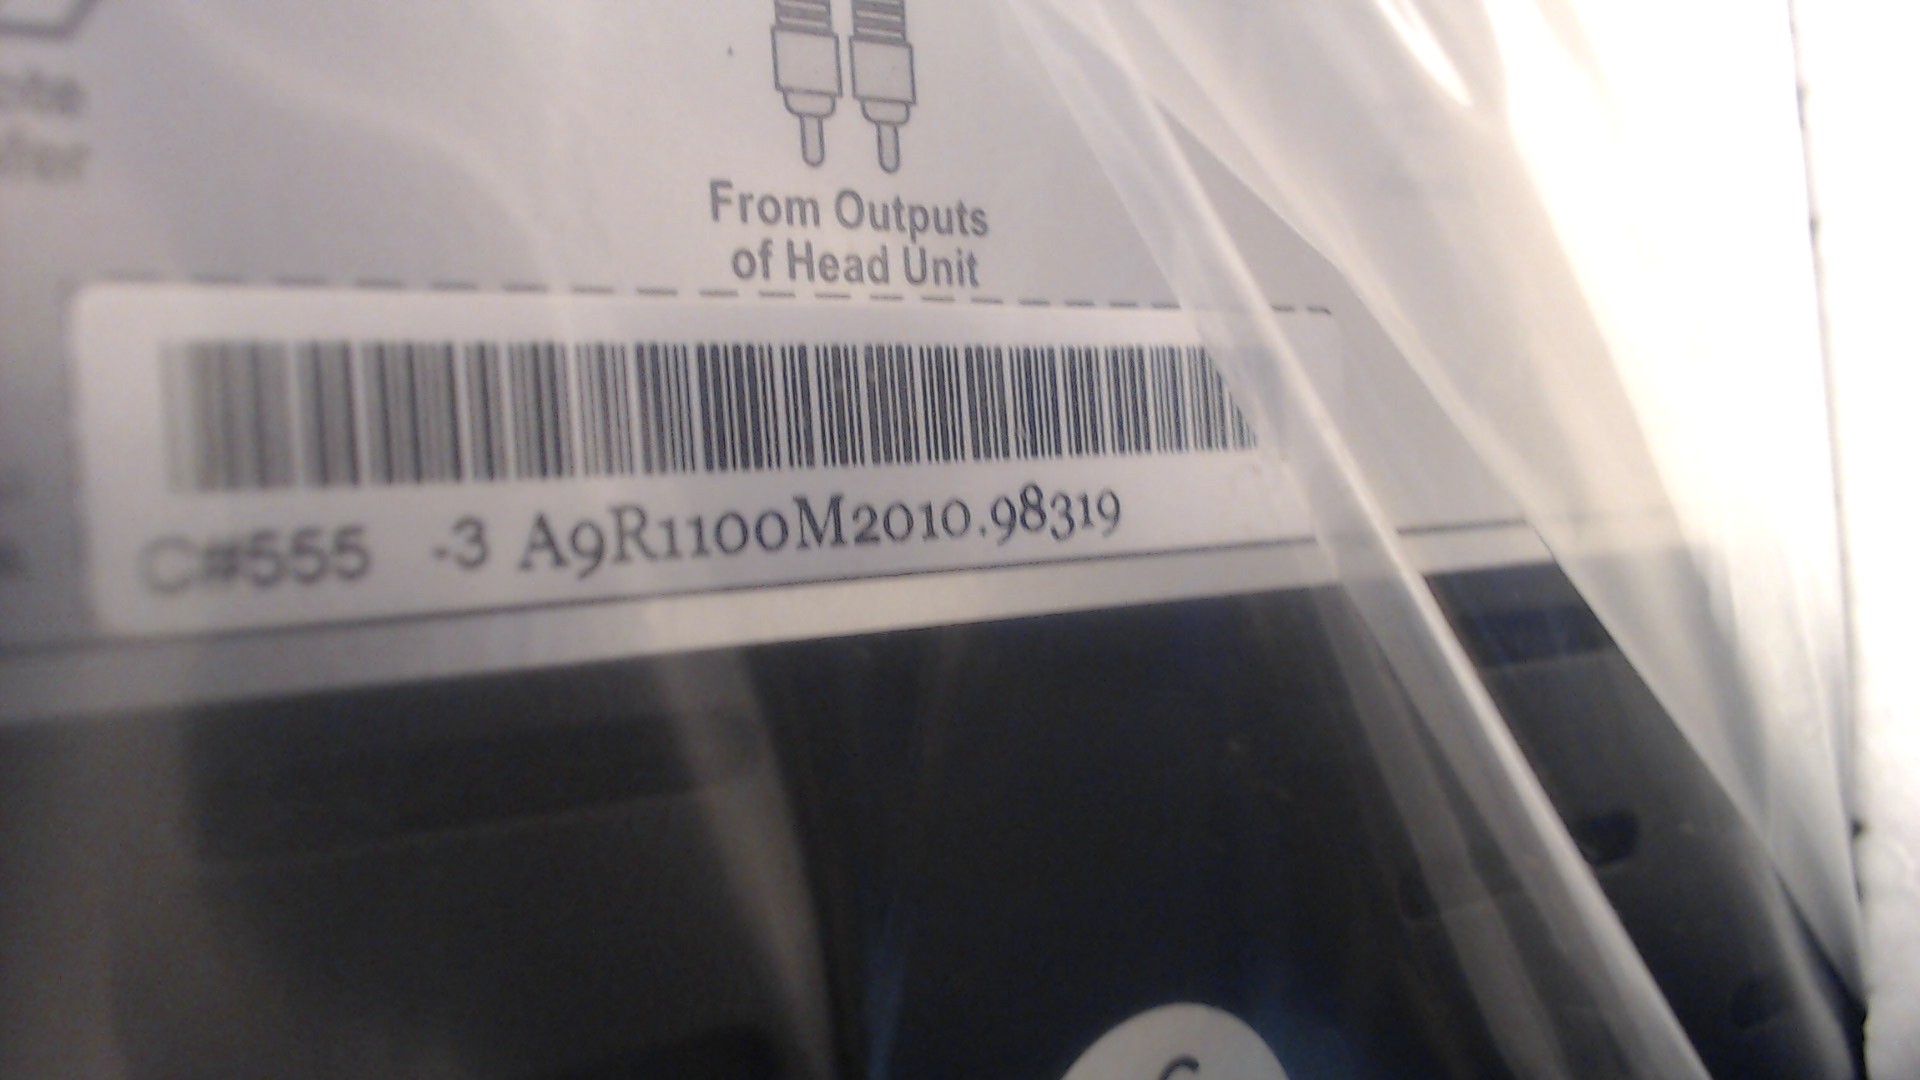 From Outputs
of Head Unit
C#555 -3 A9R1100M2010.98319